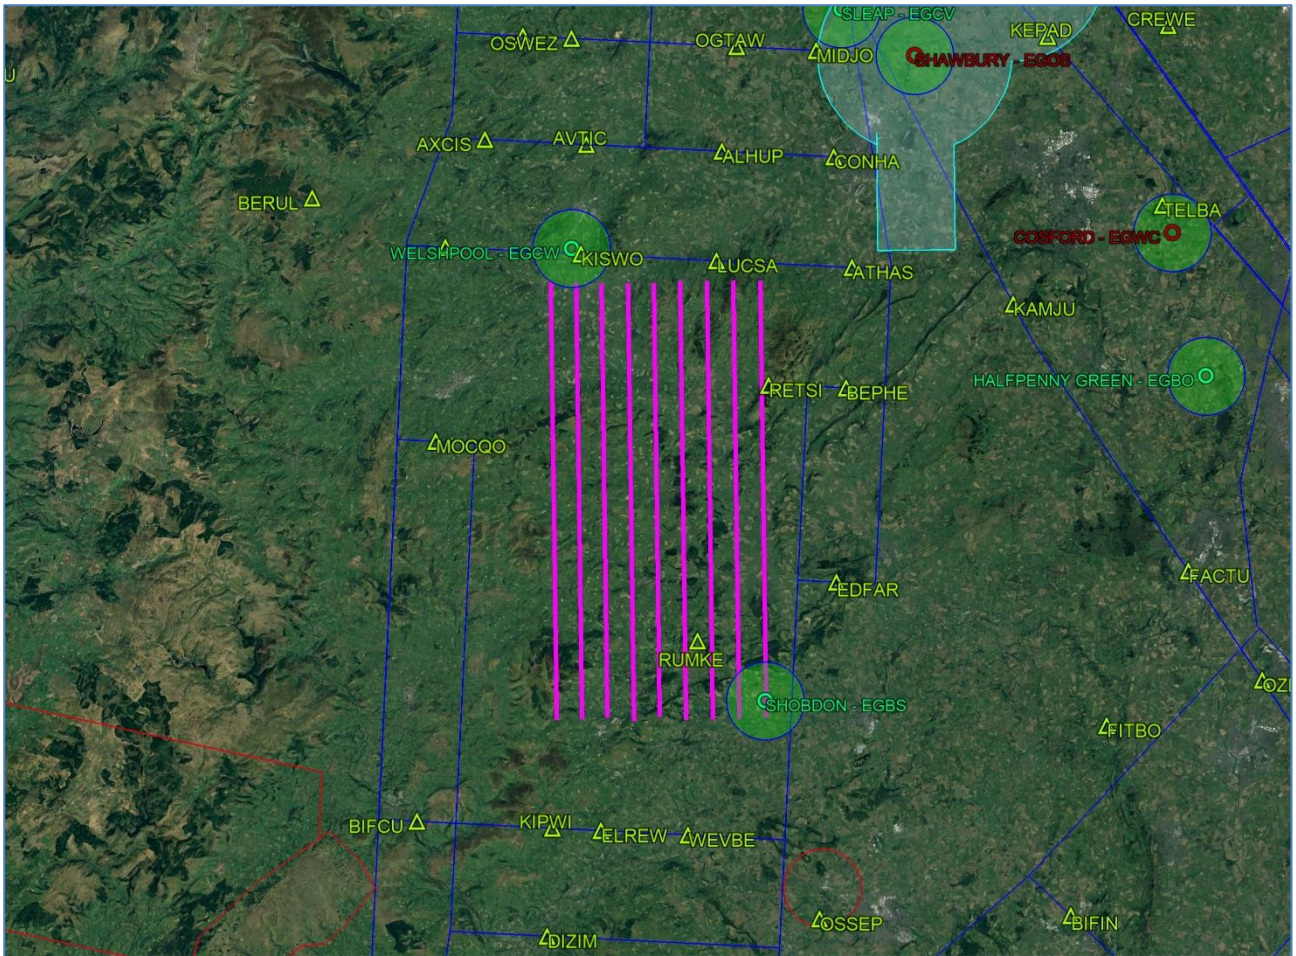 SLEAP - EGCV
CREWE
KEPAD
OSWEZ
OGTAW
MIDJO
SHAWBURY - EGOS
U
AXCIS
AVTIC
ALHUP
CONHA
BERUL
TELBA
COSFORD - EGWC
WELSHPOOL - EGCW
KISWO
LUCSA
ATHAS
KAMJU
HALFPENNY GREEN - EGBO
RETSI
BEPHE
MOCQO
FACTU
EDFAR
RUMKE
OZI
SHOBDON - EGBS
FITBO
BIFCU
KIPWI
ELREW
WEVBE
OSSEP
BIFIN
DIZIM